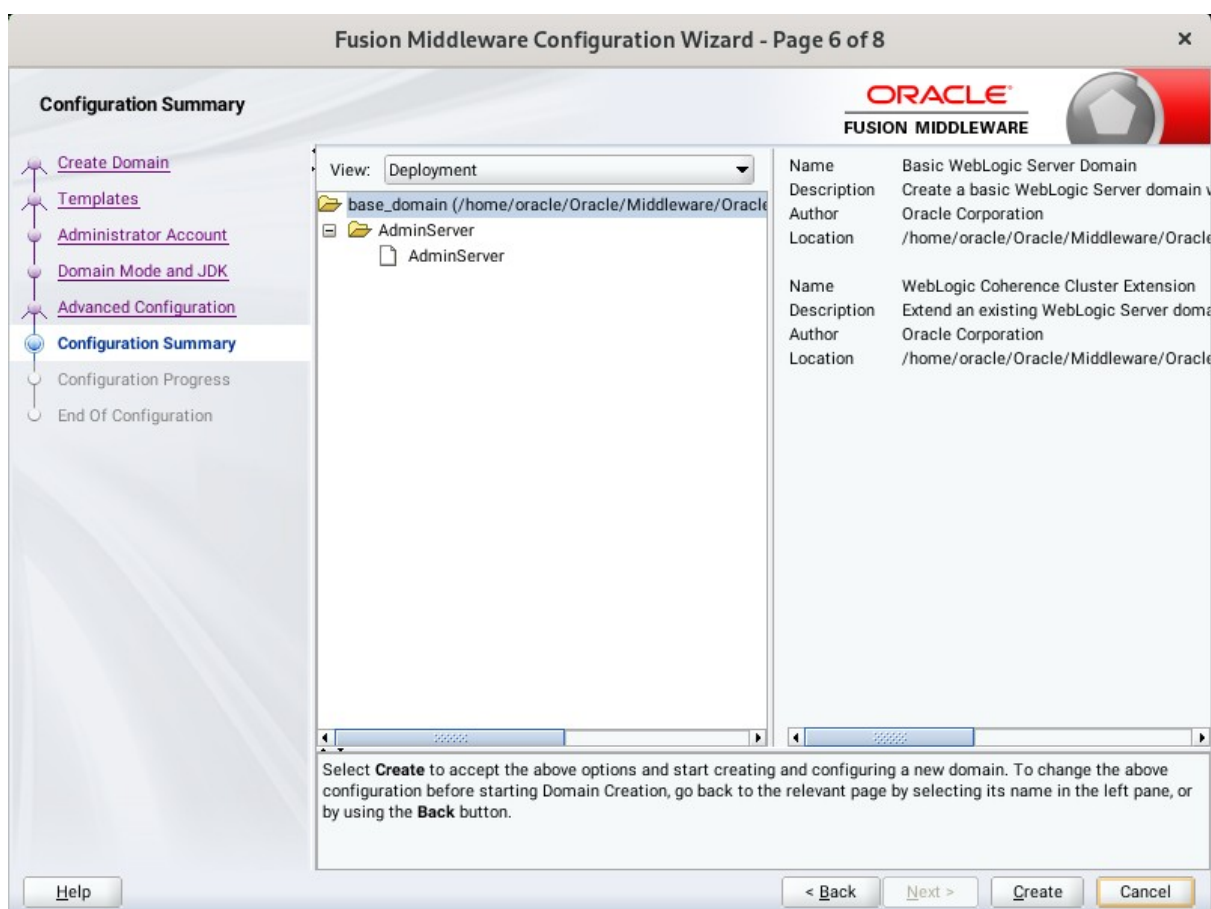 Fusion Middleware Configuration Wizard - Page 6 of 8
Configuration Summary
ORACLE
FUSION MIDDLEWARE
Create Domain
Templates
Administrator Account
Domain Mode and JDK
Advanced Configuration
Configuration Summary
Configuration Progress
End Of Configuration
View: Deployment
base_domain (/home/oracle/Oracle/Middleware/Oracle
AdminServer
AdminServer
Name Basic WebLogic Server Domain
Description Create a basic WebLogic Server domain
Author Oracle Corporation
Location /home/oracle/Oracle/Middleware/Oracle
Name WebLogic Coherence Cluster Extension
Description Extend an existing WebLogic Server doma
Author Oracle Corporation
Location /home/oracle/Oracle/Middleware/Oracle
Select Create to accept the above options and start creating and configuring a new domain. To change the above
configuration before starting Domain Creation, go back to the relevant page by selecting its name in the left pane, or
by using the Back button.
Help
< Back
Next >
Create
Cancel